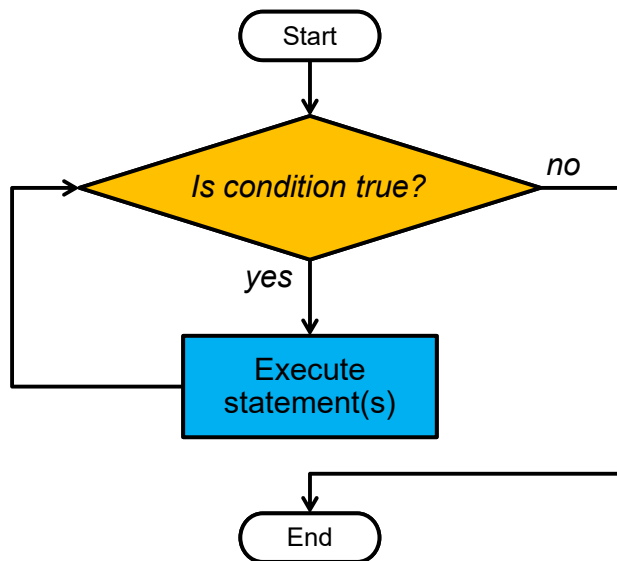 Start
Is condition true?
no
yes
Execute
statement(s)
End